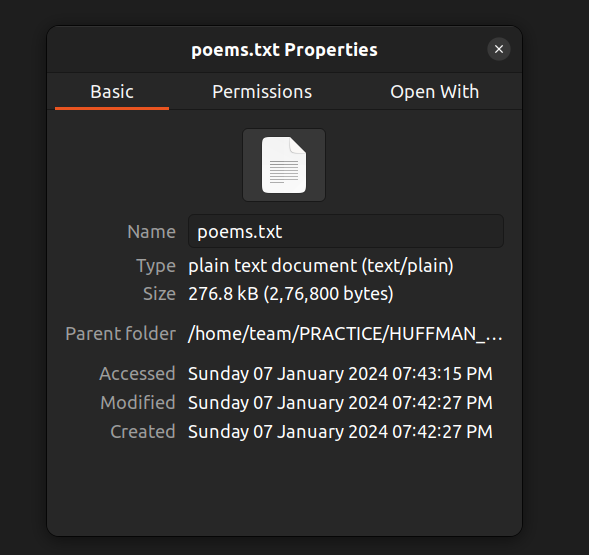 poems.txt Properties
Basic Permissions Open With
Name poems.txt
Type plain text document (text/plain)
Size 276.8 kB (2,76,800 bytes)
Parent folder /home/team/PRACTICE/HUFFMAN_…
Accessed Sunday 07 January 2024 07:43:15 PM
Modified Sunday 07 January 2024 07:42:27 PM
Created Sunday 07 January 2024 07:42:27 PM